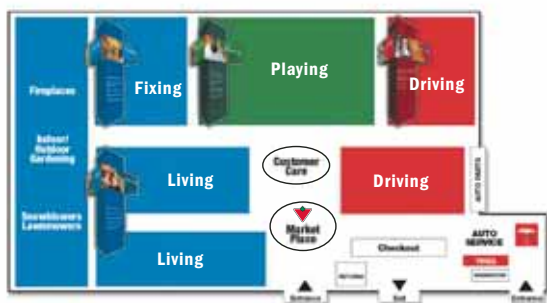 Fixing
Playing
Driving
Fireplaces
Indoor/
Outdoor
Gardening
Snowblowers
Lawnmowers
Living
Customer
Care
Driving
AUTO PARTS
Market
Place
Living
Checkout
AUTO
SERVICE
RETURNS
TIRES
Entrance
Exit
Entrance